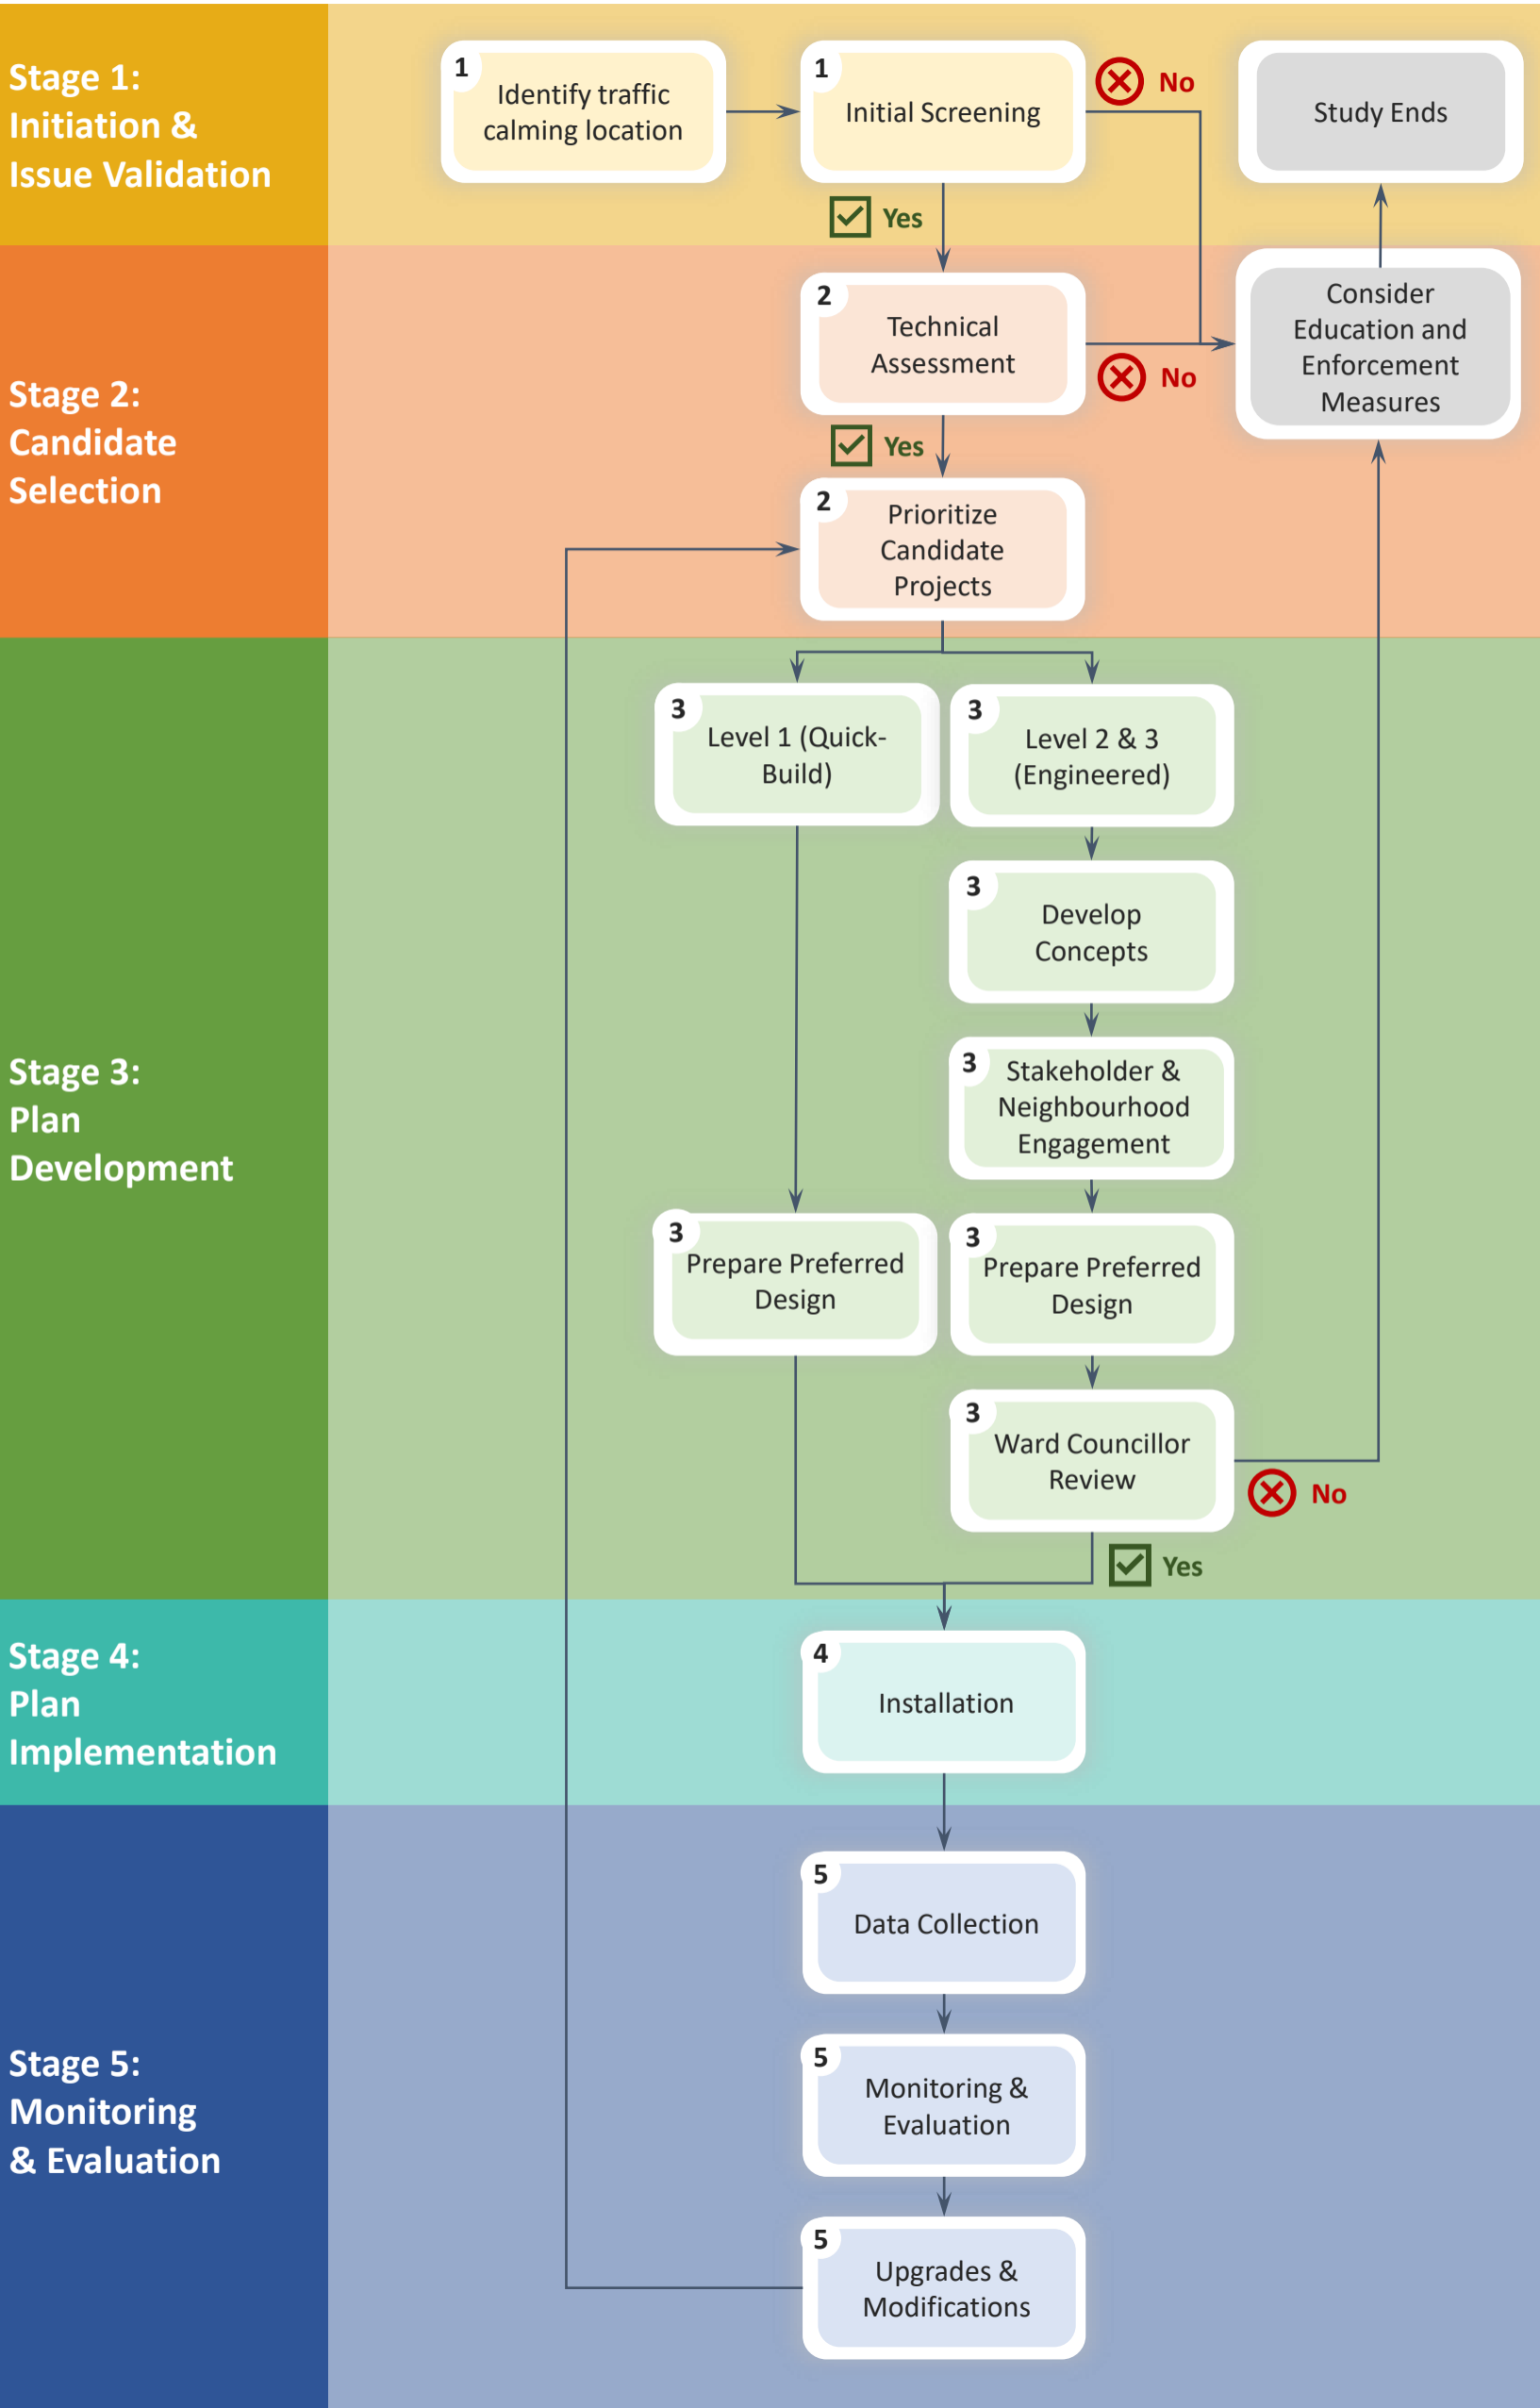 Stage 1:
Initiation &
Issue Validation
1
Identify traffic
calming location
1
Initial Screening
No
Study Ends
Yes
Stage 2:
Candidate
Selection
2
Technical
Assessment
No
Consider
Education and
Enforcement
Measures
Yes
2
Prioritize
Candidate
Projects
Stage 3:
Plan
Development
3
Level 1 (Quick-
Build)
3
Level 2 & 3
(Engineered)
3
Develop
Concepts
3
Stakeholder &
Neighbourhood
Engagement
3
Prepare Preferred
Design
3
Prepare Preferred
Design
3
Ward Councillor
Review
No
Yes
Stage 4:
Plan
Implementation
4
Installation
Stage 5:
Monitoring
& Evaluation
5
Data Collection
5
Monitoring &
Evaluation
5
Upgrades &
Modifications